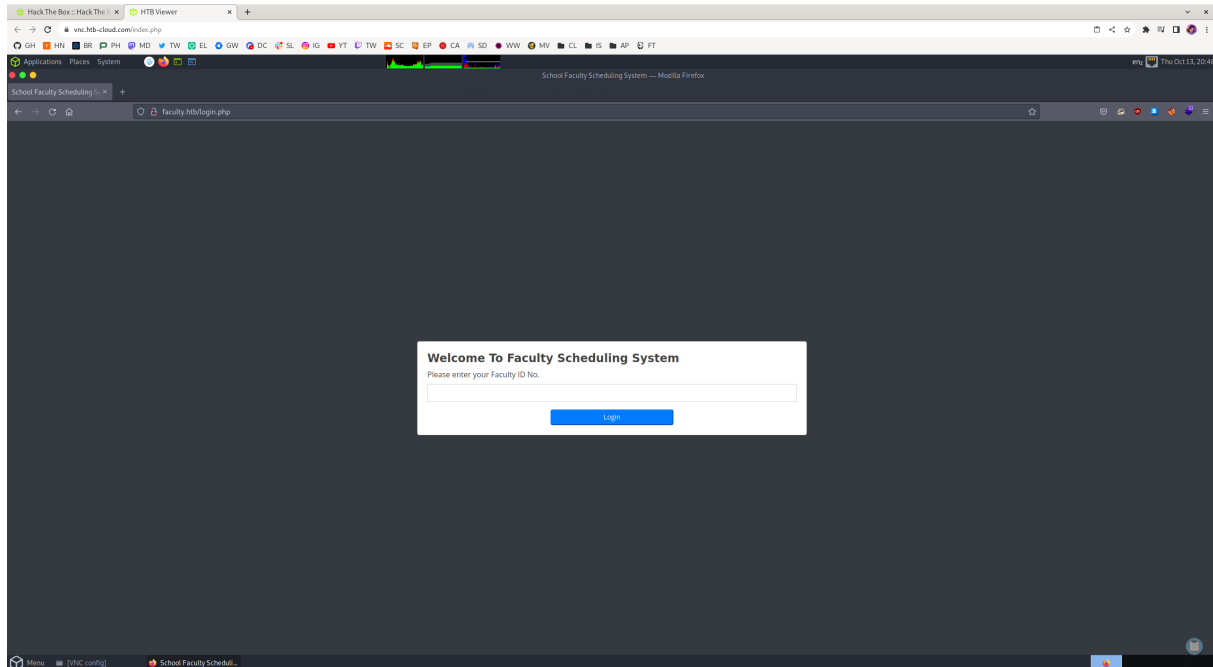 Hack The Box :: Hack The B
HTB Viewer
vnc.htb-cloud.com/index.php
GH HN BR PH MD TW EL GW DC SL IG YT TW SC EP CA SD WW MV CL IS AP FT
Applications Places System
en₂ Thu Oct 13, 20:46
School Faculty Scheduling System — Mozilla Firefox
School Faculty Scheduling Sy
faculty.htb/login.php
Welcome To Faculty Scheduling System
Please enter your Faculty ID No.
Login
Menu [VNC config] School Faculty Scheduli...